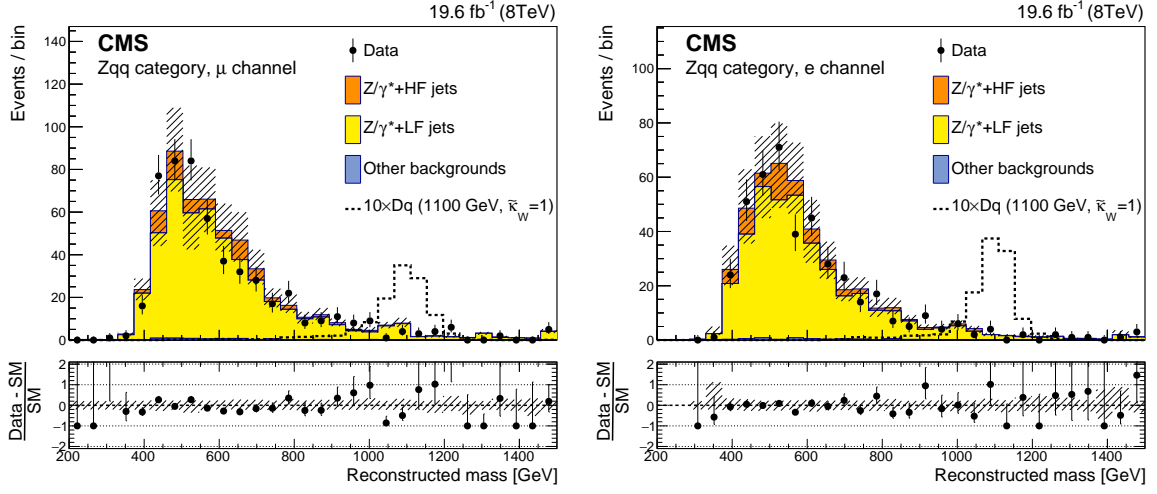 19.6 fb⁻¹ (8TeV)
Events / bin
140
120
100
80
60
40
20
0
CMS
Zqq category, μ channel
Data
Z/γ*+HF jets
Z/γ*+LF jets
Other backgrounds
10×Dq (1100 GeV, κ̃_W=1)
Data - SM
SM
2
1
0
−1
−2
200 400 600 800 1000 1200 1400
Reconstructed mass [GeV]
19.6 fb⁻¹ (8TeV)
Events / bin
100
80
60
40
20
0
CMS
Zqq category, e channel
Data
Z/γ*+HF jets
Z/γ*+LF jets
Other backgrounds
10×Dq (1100 GeV, κ̃_W=1)
Data - SM
SM
2
1
0
−1
−2
200 400 600 800 1000 1200 1400
Reconstructed mass [GeV]